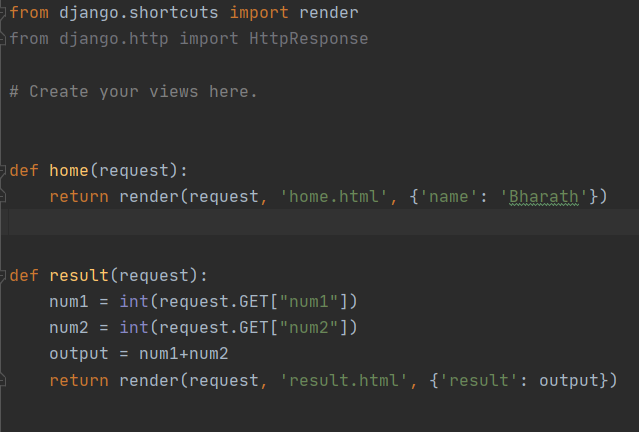 from django.shortcuts import render
from django.http import HttpResponse
# Create your views here.
def home(request):
    return render(request, 'home.html', {'name': 'Bharath'})
def result(request):
    num1 = int(request.GET["num1"])
    num2 = int(request.GET["num2"])
    output = num1+num2
    return render(request, 'result.html', {'result': output})